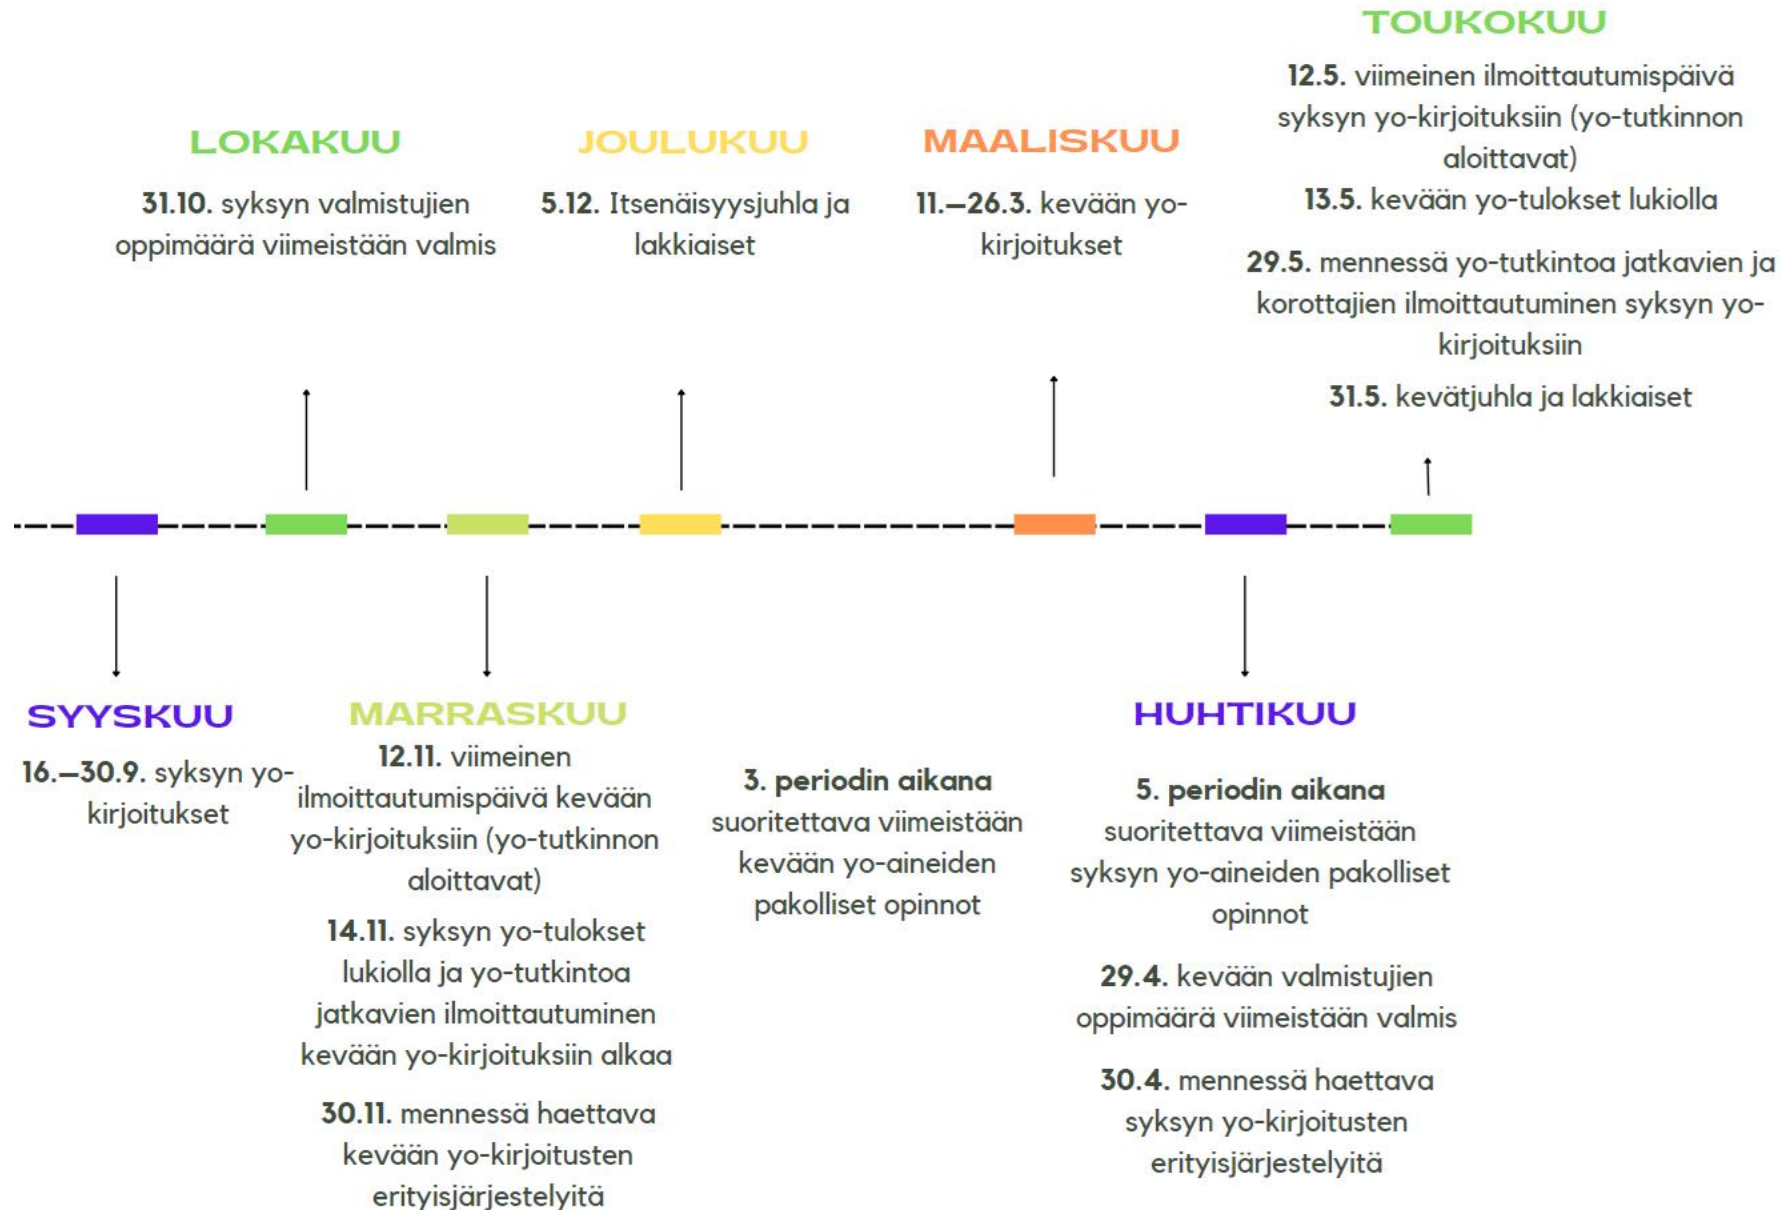 TOUKOKUU
12.5. viimeinen ilmoittautumispäivä
syksyn yo-kirjoituksiin (yo-tutkinnon
aloittavat)
13.5. kevään yo-tulokset lukiolla
29.5. mennessä yo-tutkintoa jatkavien ja
korottajien ilmoittautuminen syksyn yo-
kirjoituksiin
31.5. kevätjuhla ja lakkiaiset
LOKAKUU
31.10. syksyn valmistujien
oppimäärä viimeistään valmis
JOULUKUU
5.12. Itsenäisyysjuhla ja
lakkiaiset
MAALISKUU
11.–26.3. kevään yo-
kirjoitukset
SYYSKUU
16.–30.9. syksyn yo-
kirjoitukset
MARRASKUU
12.11. viimeinen
ilmoittautumispäivä kevään
yo-kirjoituksiin (yo-tutkinnon
aloittavat)
14.11. syksyn yo-tulokset
lukiolla ja yo-tutkintoa
jatkavien ilmoittautuminen
kevään yo-kirjoituksiin alkaa
30.11. mennessä haettava
kevään yo-kirjoitusten
erityisjärjestelyitä
3. periodin aikana
suoritettava viimeistään
kevään yo-aineiden
pakolliset opinnot
HUHTIKUU
5. periodin aikana
suoritettava viimeistään
syksyn yo-aineiden pakolliset
opinnot
29.4. kevään valmistujien
oppimäärä viimeistään valmis
30.4. mennessä haettava
syksyn yo-kirjoitusten
erityisjärjestelyitä